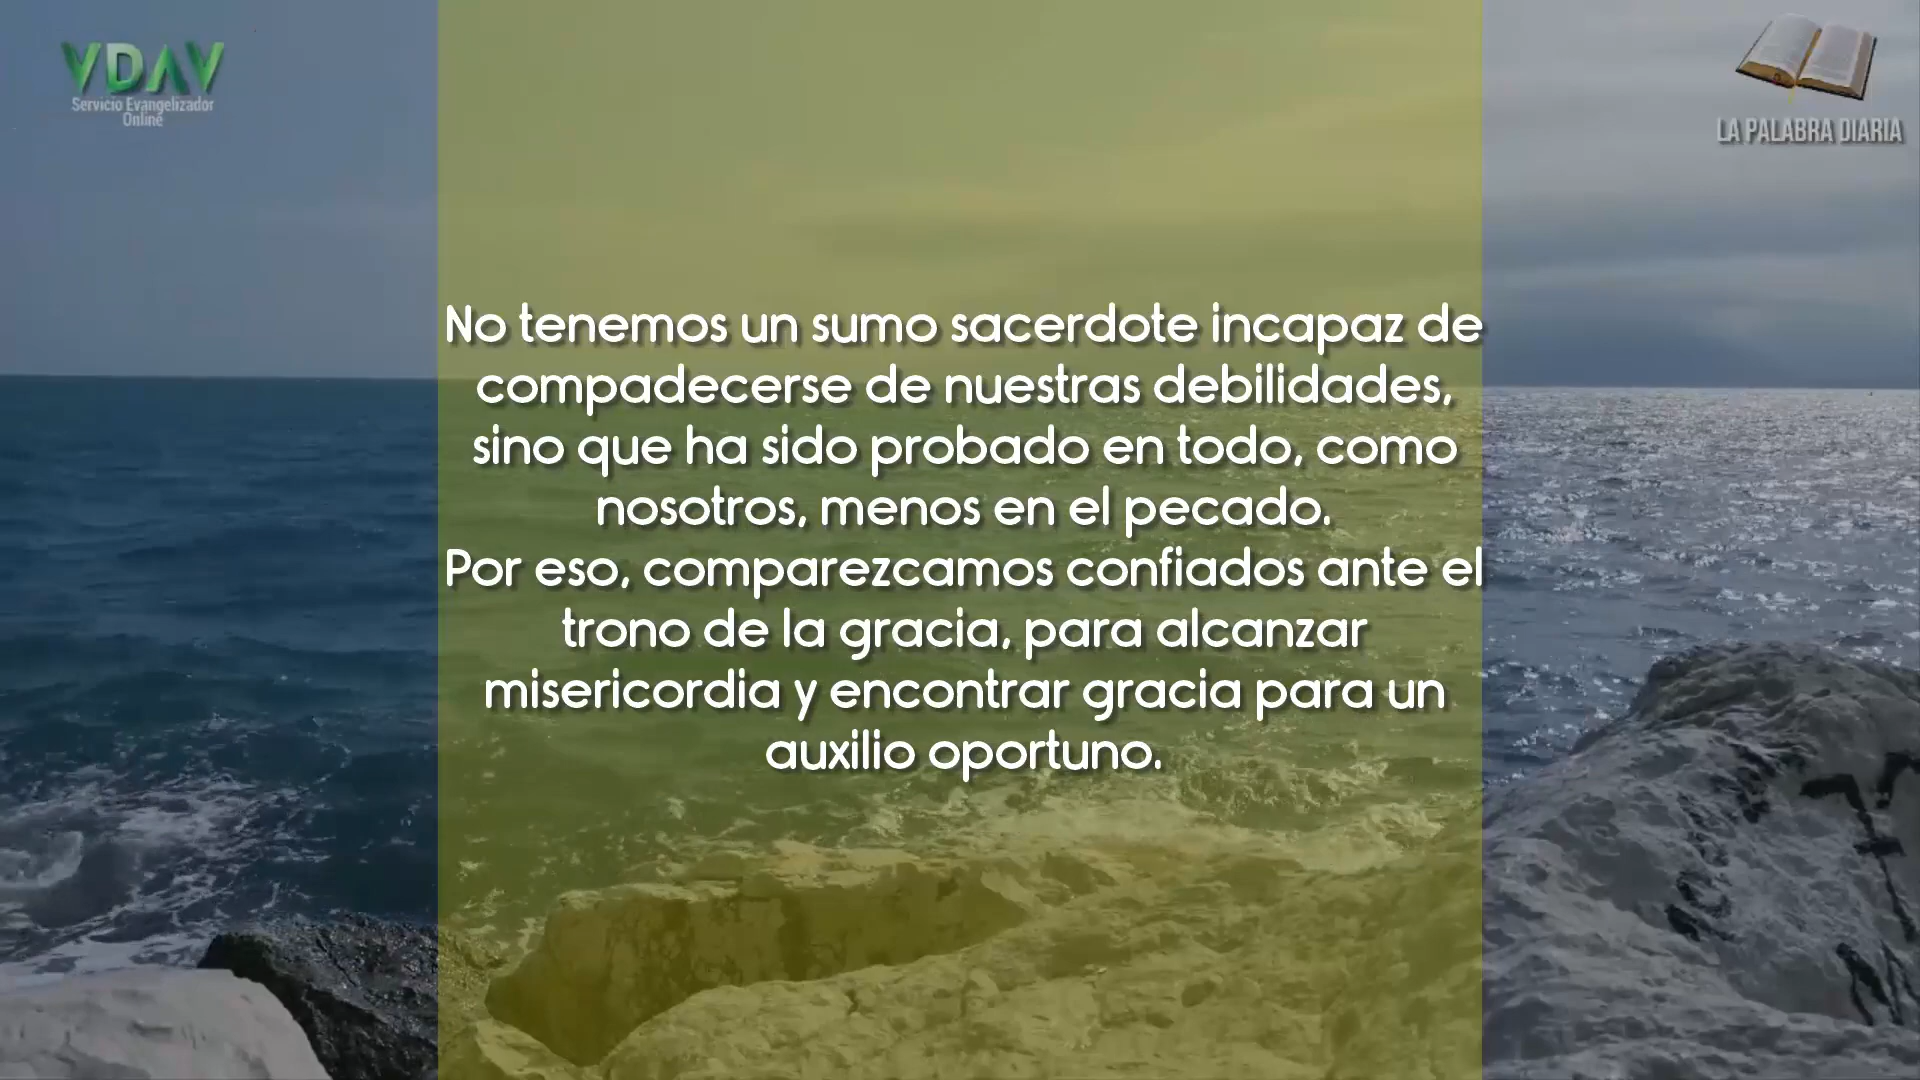 VDAV
Servicio Evangelizador
Online
LA PALABRA DIARIA
No tenemos un sumo sacerdote incapaz de
compadecerse de nuestras debilidades,
sino que ha sido probado en todo, como
nosotros, menos en el pecado.
Por eso, comparezcamos confiados ante el
trono de la gracia, para alcanzar
misericordia y encontrar gracia para un
auxilio oportuno.